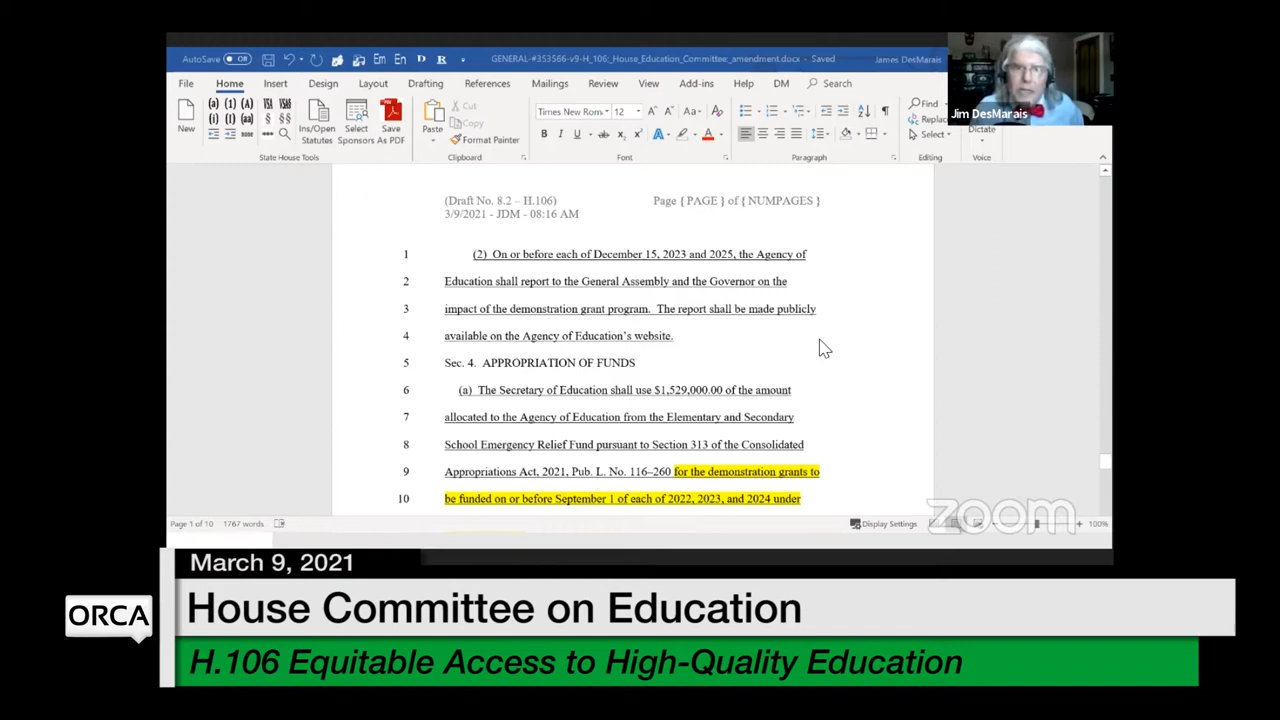 AutoSave Off Em En D R GENERAL-#353566-v9-H_106;_House_Education_Committee;_amendment.docx - Saved James DesMarais
File Home Insert Design Draft­ing Layout References Mailings Review View Add-ins Help DM Search
New
Ins/Open Statutes
Select Sponsors
Save As PDF
State House Tools
Paste
Cut
Copy
Format Painter
Clipboard
Times New Rom 12
Font
Paragraph
Find
Replac
Select
Editing
Dictate
Voice
Jim DesMarais
(Draft No. 8.2 – H.106) Page { PAGE } of { NUMPAGES }
3/9/2021 - JDM - 08:16 AM
1 (2) On or before each of December 15, 2023 and 2025, the Agency of
2 Education shall report to the General Assembly and the Governor on the
3 impact of the demonstration grant program. The report shall be made publicly
4 available on the Agency of Education’s website.
5 Sec. 4. APPROPRIATION OF FUNDS
6 (a) The Secretary of Education shall use $1,529,000.00 of the amount
7 allocated to the Agency of Education from the Elementary and Secondary
8 School Emergency Relief Fund pursuant to Section 313 of the Consolidated
9 Appropriations Act, 2021, Pub. L. No. 116–260 for the demonstration grants to
10 be funded on or before September 1 of each of 2022, 2023, and 2024 under
Page 1 of 10 1767 words Display Settings 100%
zoom
March 9, 2021
ORCA
House Committee on Education
H.106 Equitable Access to High-Quality Education